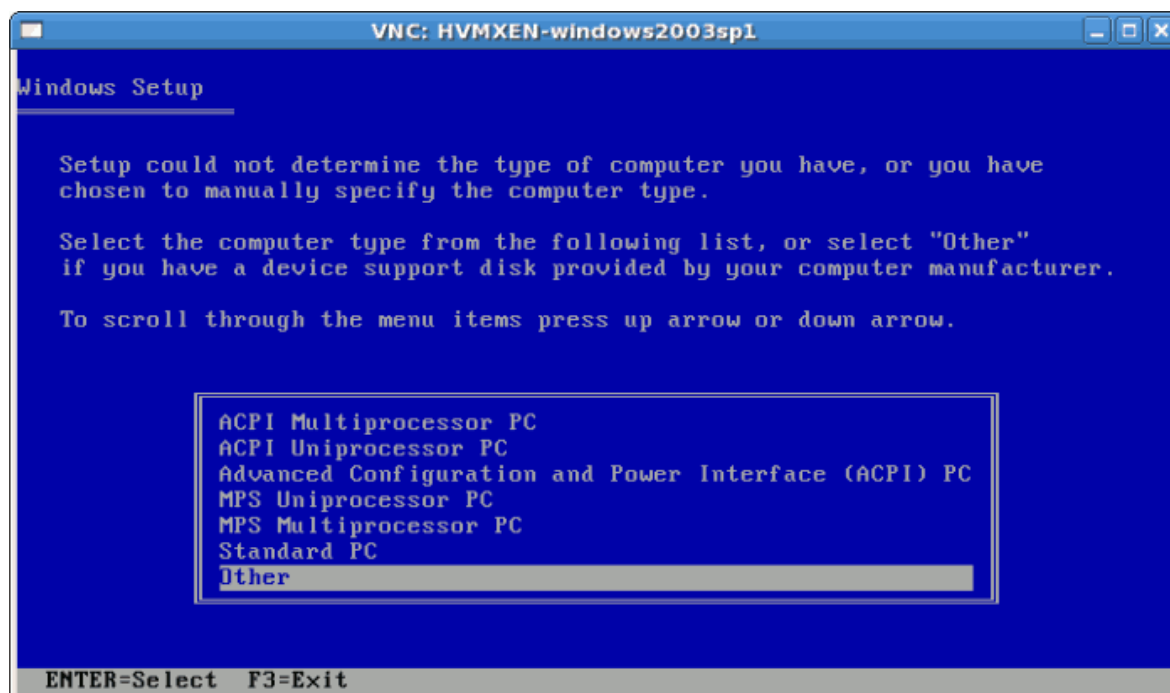 VNC: HVMXEN-windows2003sp1
Windows Setup
Setup could not determine the type of computer you have, or you have
chosen to manually specify the computer type.
Select the computer type from the following list, or select "Other"
if you have a device support disk provided by your computer manufacturer.
To scroll through the menu items press up arrow or down arrow.
ACPI Multiprocessor PC
ACPI Uniprocessor PC
Advanced Configuration and Power Interface (ACPI) PC
MPS Uniprocessor PC
MPS Multiprocessor PC
Standard PC
Other
ENTER=Select F3=Exit